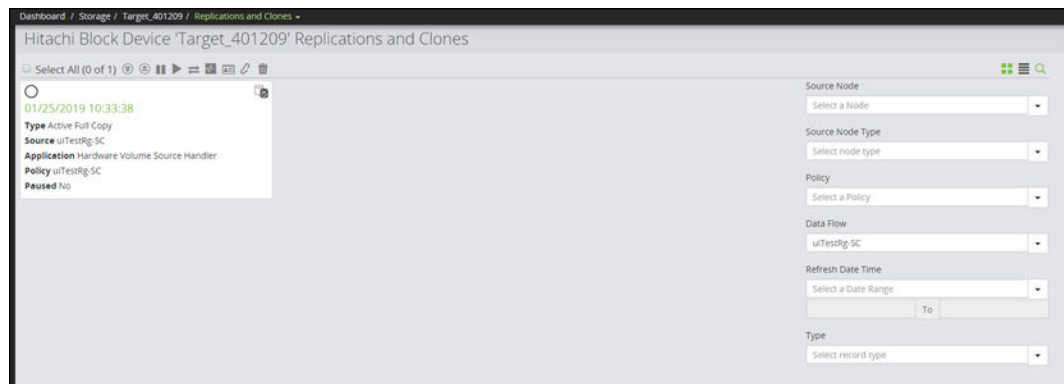 Dashboard / Storage / Target_401209 / Replications and Clones
Hitachi Block Device 'Target_401209' Replications and Clones
Select All (0 of 1)
01/25/2019 10:33:38
Type Active Full Copy
Source uiTestRg-SC
Application Hardware Volume Source Handler
Policy uiTestRg-SC
Paused No
Source Node
Select a Node
Source Node Type
Select node type
Policy
Select a Policy
Data Flow
uiTestRg-SC
Refresh Date Time
Select a Date Range
To
Type
Select record type